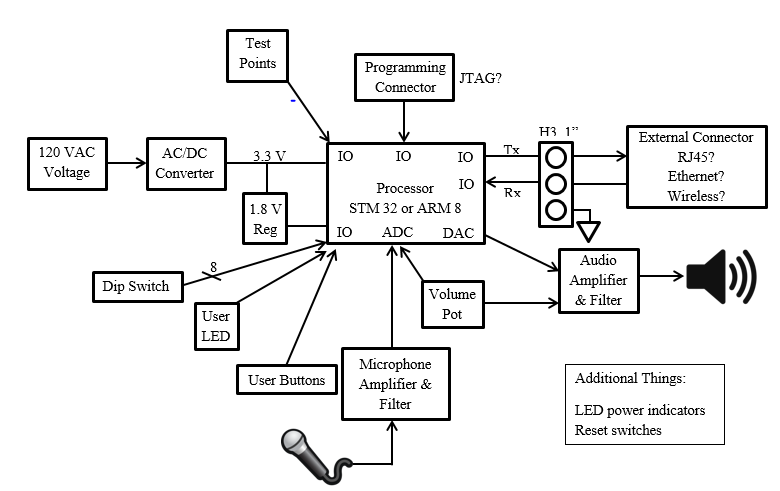 Test
Points
Programming
Connector
JTAG?
H3 .1"
120 VAC
Voltage
AC/DC
Converter
3.3 V
1.8 V
Reg
IO
IO
IO
IO
Processor
STM 32 or ARM 8
IO
ADC
DAC
Tx
Rx
External Connector
RJ45?
Ethernet?
Wireless?
8
Dip Switch
User
LED
User Buttons
Volume
Pot
Audio
Amplifier
& Filter
Microphone
Amplifier &
Filter
Additional Things:
LED power indicators
Reset switches